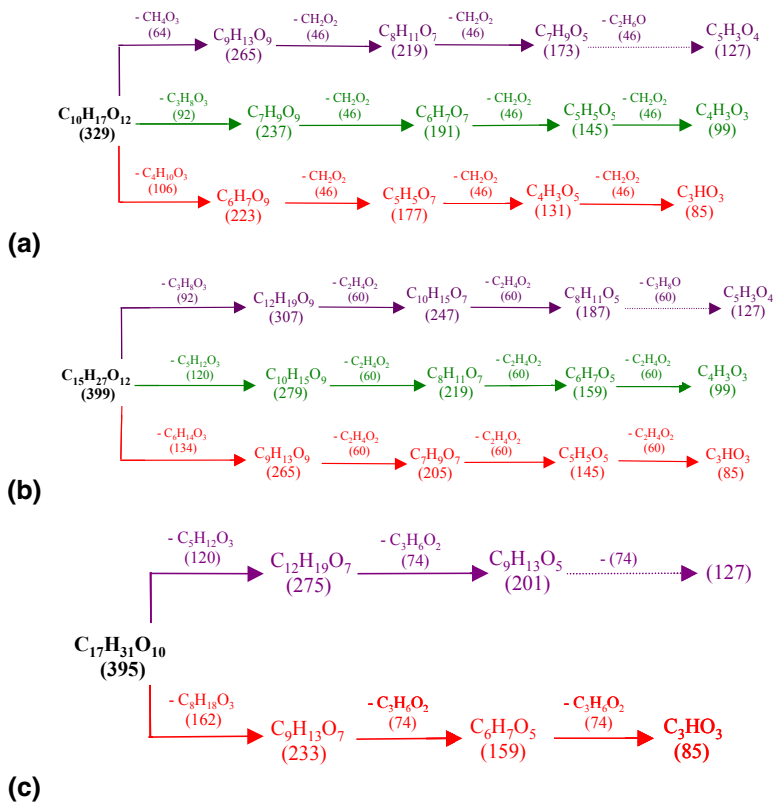 - CH₄O₃
(64)
C₉H₁₃O₉
(265)
- CH₂O₂
(46)
C₈H₁₁O₇
(219)
- CH₂O₂
(46)
C₇H₉O₅
(173)
- C₂H₆O
(46)
C₅H₃O₄
(127)
C₁₀H₁₇O₁₂
(329)
- C₃H₈O₃
(92)
C₇H₉O₉
(237)
- CH₂O₂
(46)
C₆H₇O₇
(191)
- CH₂O₂
(46)
C₅H₅O₅
(145)
- CH₂O₂
(46)
C₄H₃O₃
(99)
- C₄H₁₀O₃
(106)
C₆H₇O₉
(223)
- CH₂O₂
(46)
C₅H₅O₇
(177)
- CH₂O₂
(46)
C₄H₃O₅
(131)
- CH₂O₂
(46)
C₃HO₃
(85)
(a)
- C₃H₈O₃
(92)
C₁₂H₁₉O₉
(307)
- C₂H₄O₂
(60)
C₁₀H₁₅O₇
(247)
- C₂H₄O₂
(60)
C₈H₁₁O₅
(187)
- C₃H₈O
(60)
C₅H₃O₄
(127)
C₁₅H₂₇O₁₂
(399)
- C₅H₁₂O₃
(120)
C₁₀H₁₅O₉
(279)
- C₂H₄O₂
(60)
C₈H₁₁O₇
(219)
- C₂H₄O₂
(60)
C₆H₇O₅
(159)
- C₂H₄O₂
(60)
C₄H₃O₃
(99)
- C₆H₁₄O₃
(134)
C₉H₁₃O₉
(265)
- C₂H₄O₂
(60)
C₇H₉O₇
(205)
- C₂H₄O₂
(60)
C₅H₅O₅
(145)
- C₂H₄O₂
(60)
C₃HO₃
(85)
(b)
- C₅H₁₂O₃
(120)
C₁₂H₁₉O₇
(275)
- C₃H₆O₂
(74)
C₉H₁₃O₅
(201)
- (74)
(127)
C₁₇H₃₁O₁₀
(395)
- C₈H₁₈O₃
(162)
C₉H₁₃O₇
(233)
- C₃H₆O₂
(74)
C₆H₇O₅
(159)
- C₃H₆O₂
(74)
C₃HO₃
(85)
(c)